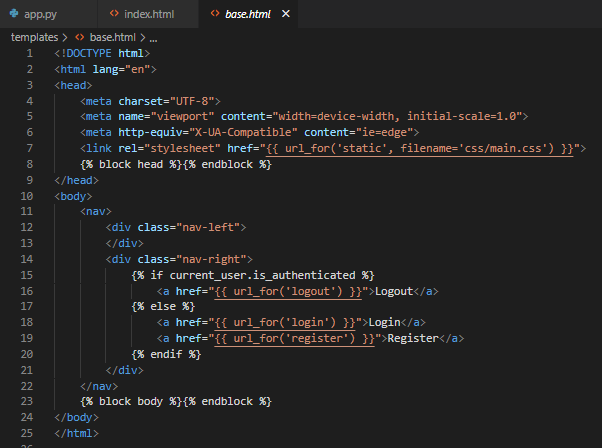 app.py index.html base.html ✕
templates > base.html > ...
1 <!DOCTYPE html>
2 <html lang="en">
3 <head>
4     <meta charset="UTF-8">
5     <meta name="viewport" content="width=device-width, initial-scale=1.0">
6     <meta http-equiv="X-UA-Compatible" content="ie=edge">
7     <link rel="stylesheet" href="{{ url_for('static', filename='css/main.css') }}">
8     {% block head %}{% endblock %}
9 </head>
10 <body>
11     <nav>
12         <div class="nav-left">
13         </div>
14         <div class="nav-right">
15             {% if current_user.is_authenticated %}
16                 <a href="{{ url_for('logout') }}">Logout</a>
17             {% else %}
18                 <a href="{{ url_for('login') }}">Login</a>
19                 <a href="{{ url_for('register') }}">Register</a>
20             {% endif %}
21         </div>
22     </nav>
23     {% block body %}{% endblock %}
24 </body>
25 </html>
26